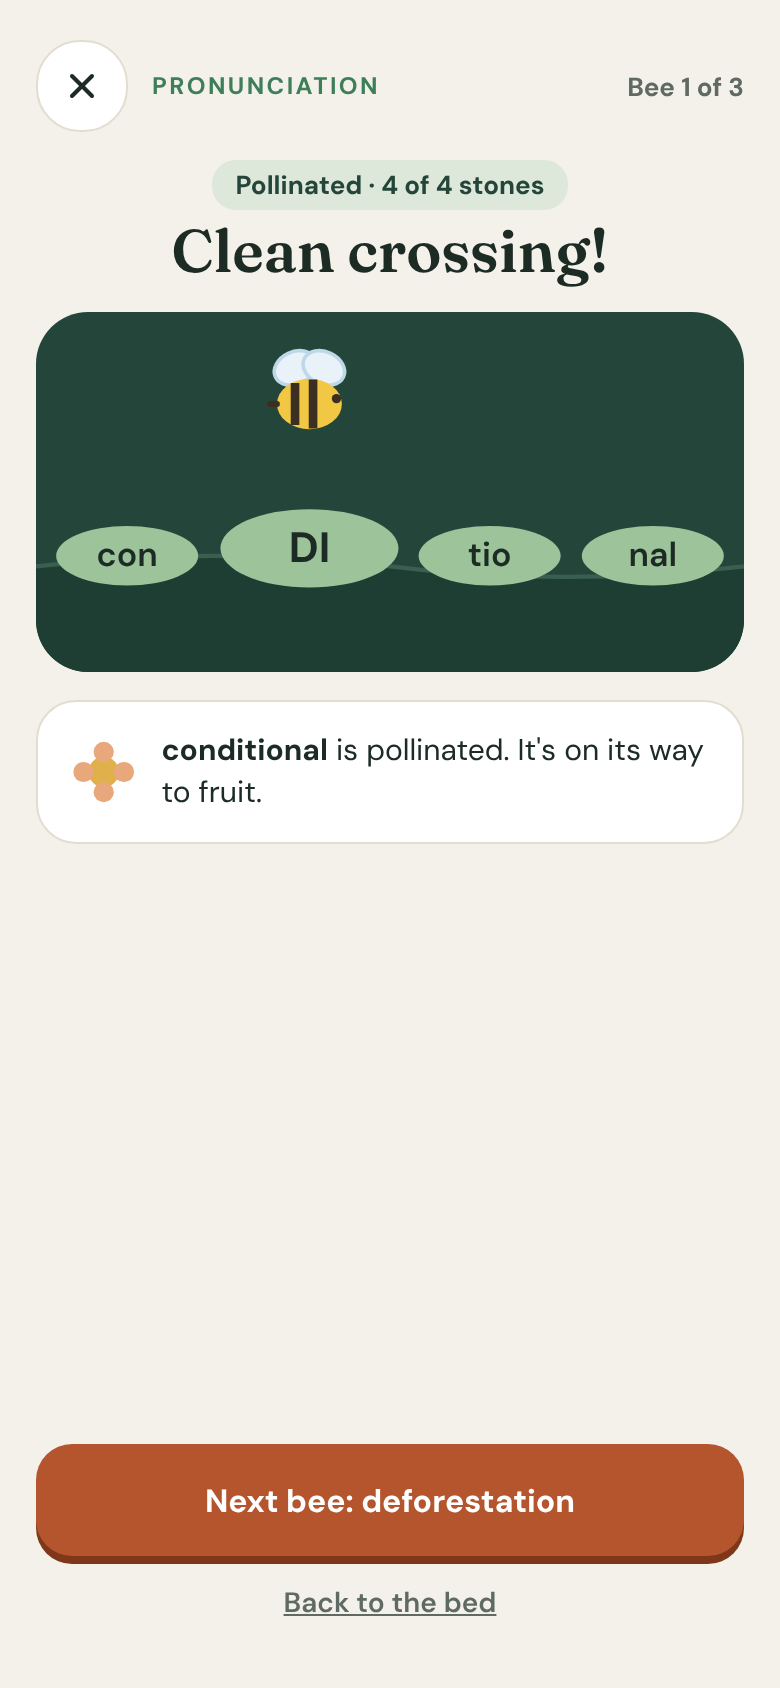 PRONUNCIATION
Bee 1 of 3
Pollinated · 4 of 4 stones
Clean crossing!
con
DI
tio
nal
conditional is pollinated. It's on its way
to fruit.
Next bee: deforestation
Back to the bed